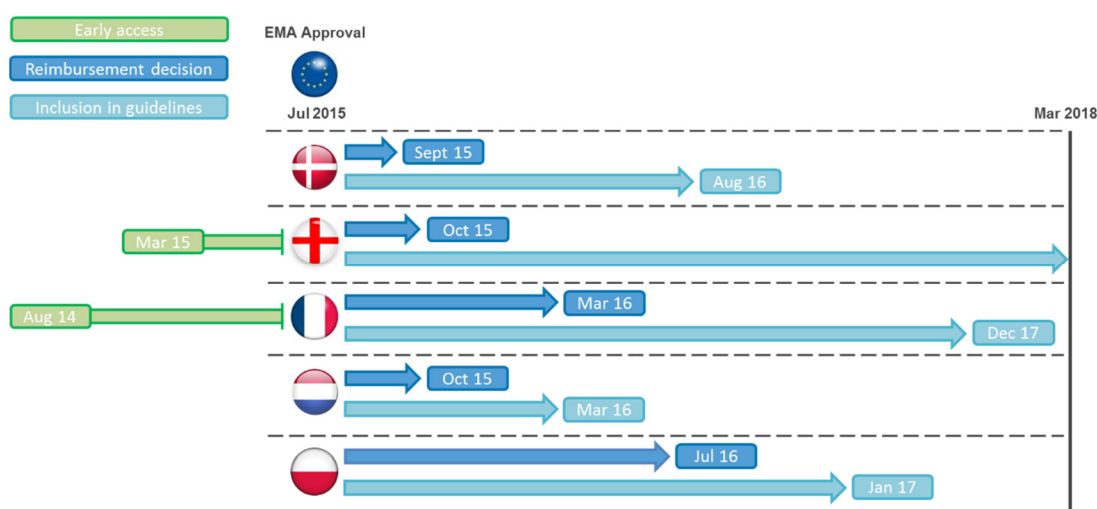 Early access
EMA Approval
Reimbursement decision
Inclusion in guidelines
Jul 2015
Mar 2018
Sept 15
Aug 16
Mar 15
Oct 15
Aug 14
Mar 16
Dec 17
Oct 15
Mar 16
Jul 16
Jan 17